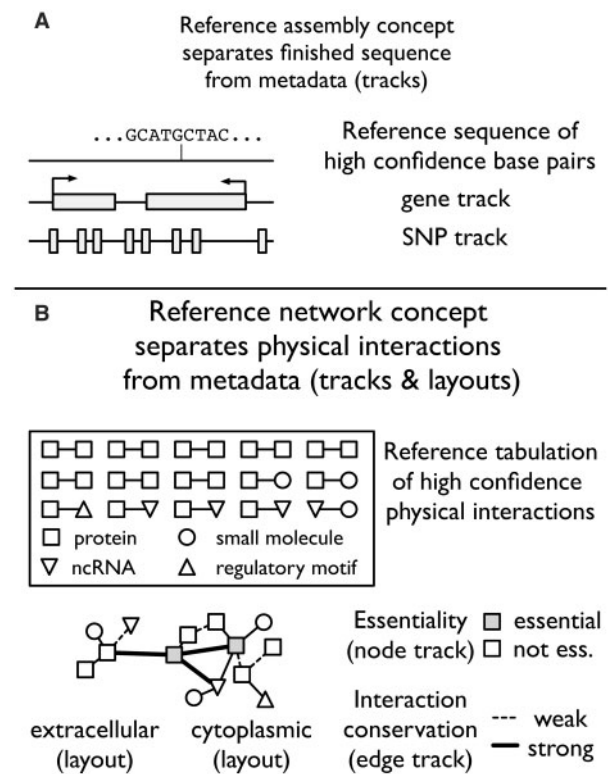 A
Reference assembly concept
separates finished sequence
from metadata (tracks)
...GCATGCTAC...
Reference sequence of
high confidence base pairs
gene track
SNP track
B
Reference network concept
separates physical interactions
from metadata (tracks & layouts)
Reference tabulation
of high confidence
physical interactions
protein
small molecule
ncRNA
regulatory motif
Essentiality
(node track)
essential
not ess.
extracellular
(layout)
cytoplasmic
(layout)
Interaction
conservation
(edge track)
weak
strong